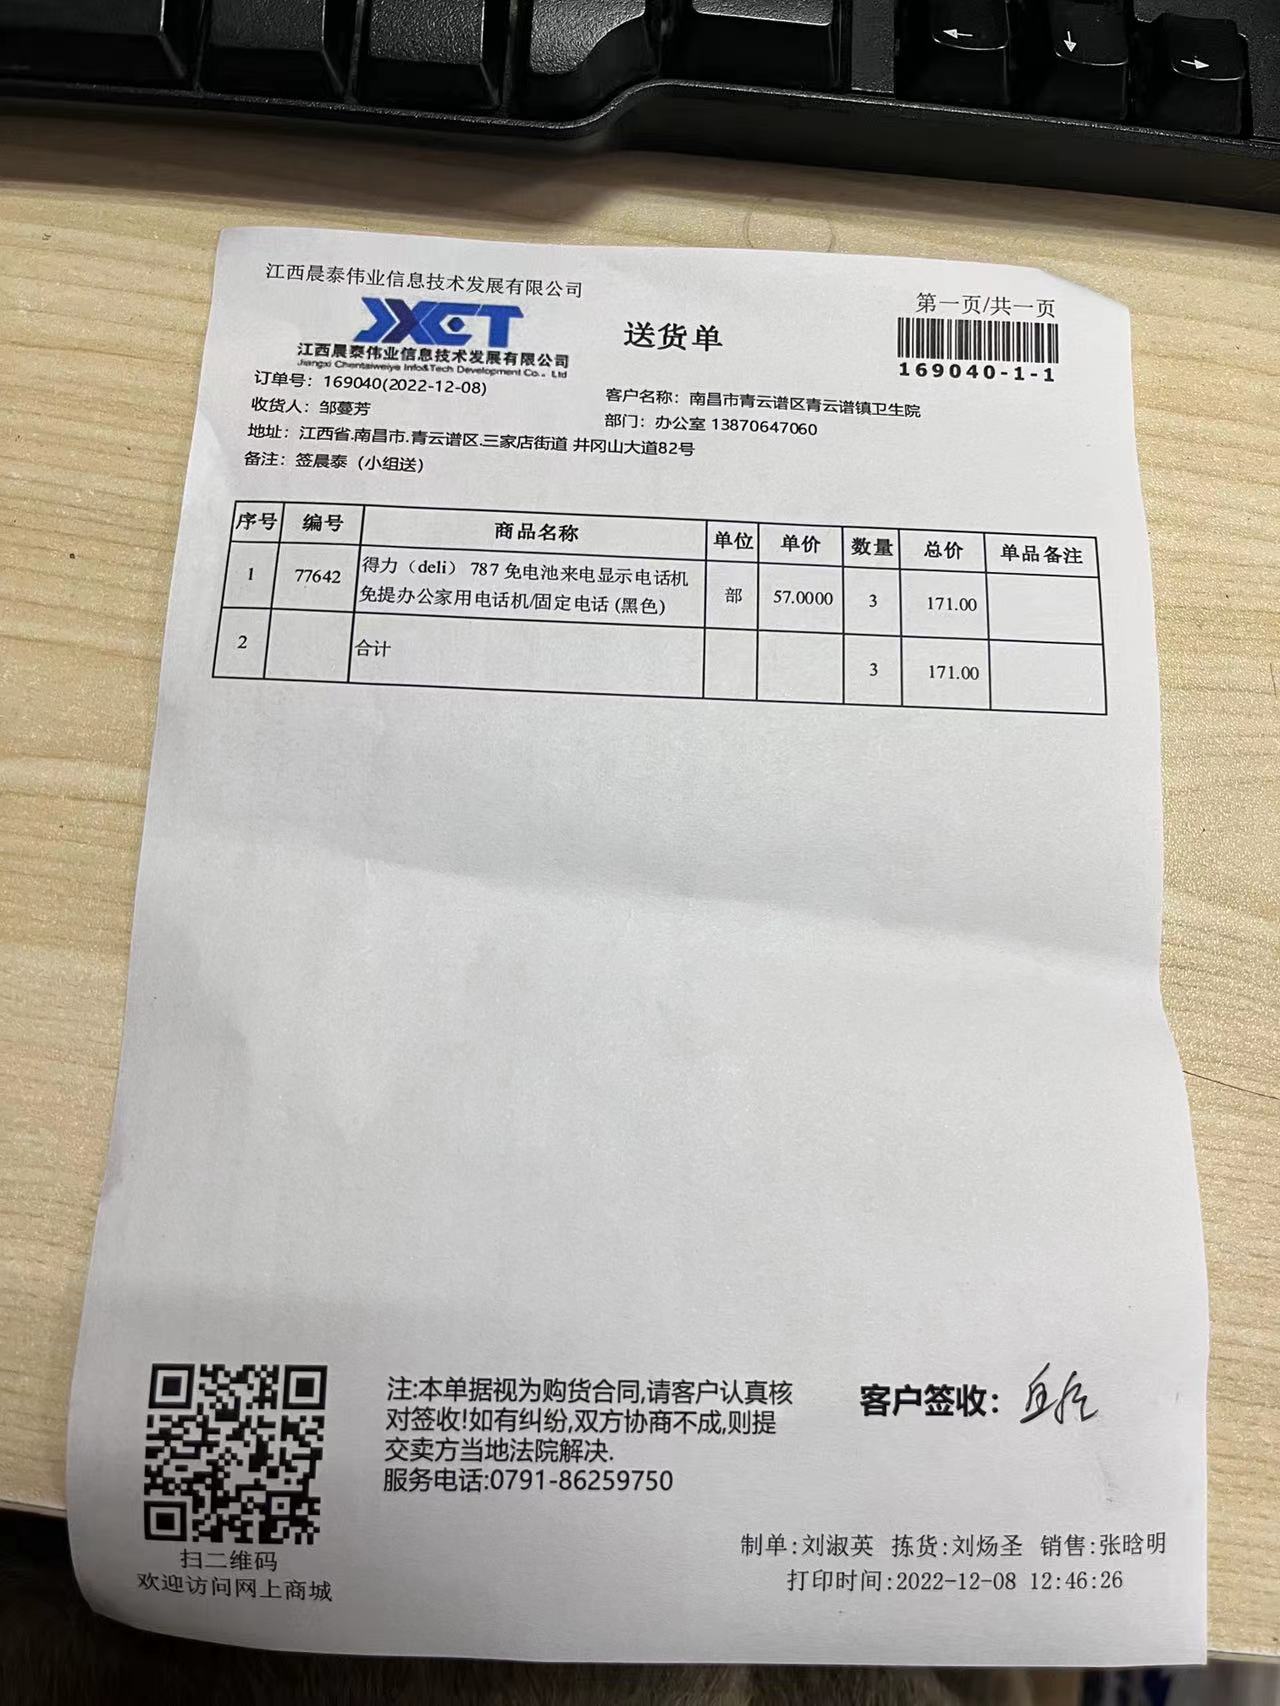 江西晨泰伟业信息技术发展有限公司
第一页/共一页
江西晨泰伟业信息技术发展有限公司
Jiangxi Chentaiweiye Info&Tech Development Co.，Ltd
送货单
169040-1-1
订单号：169040(2022-12-08)
客户名称：南昌市青云谱区青云谱镇卫生院
收货人：邹蔓芳
部门：办公室 13870647060
地址：江西省.南昌市.青云谱区.三家店街道 井冈山大道82号
备注：签晨泰（小组送）
序号 编号 商品名称 单位 单价 数量 总价 单品备注
1 77642 得力（deli） 787 免电池来电显示电话机 部 57.0000 3 171.00
免提办公家用电话机/固定电话 (黑色)
2 合计 3 171.00
注:本单据视为购货合同,请客户认真核
对签收!如有纠纷,双方协商不成,则提
交卖方当地法院解决.
服务电话:0791-86259750
客户签收：
扫二维码
欢迎访问网上商城
制单:刘淑英 拣货:刘炀圣 销售:张晗明
打印时间:2022-12-08 12:46:26